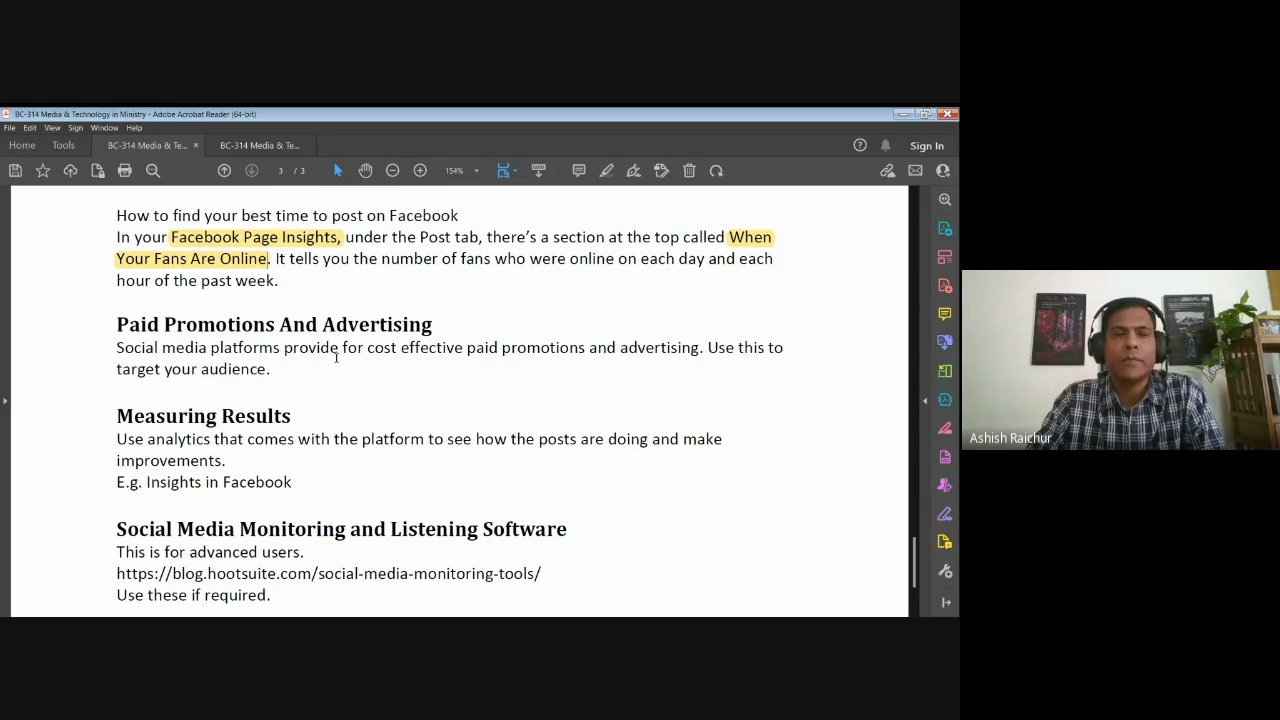 BC-314 Media & Technology in Ministry - Adobe Acrobat Reader (64-bit)
File Edit View Sign Window Help
Home Tools BC-314 Media & Te... × BC-314 Media & Te... Sign In
3 / 3 154%
How to find your best time to post on Facebook
In your Facebook Page Insights, under the Post tab, there’s a section at the top called When
Your Fans Are Online. It tells you the number of fans who were online on each day and each
hour of the past week.
Paid Promotions And Advertising
Social media platforms provide for cost effective paid promotions and advertising. Use this to
target your audience.
Measuring Results
Use analytics that comes with the platform to see how the posts are doing and make
improvements.
E.g. Insights in Facebook
Social Media Monitoring and Listening Software
This is for advanced users.
https://blog.hootsuite.com/social-media-monitoring-tools/
Use these if required.
Ashish Raichur